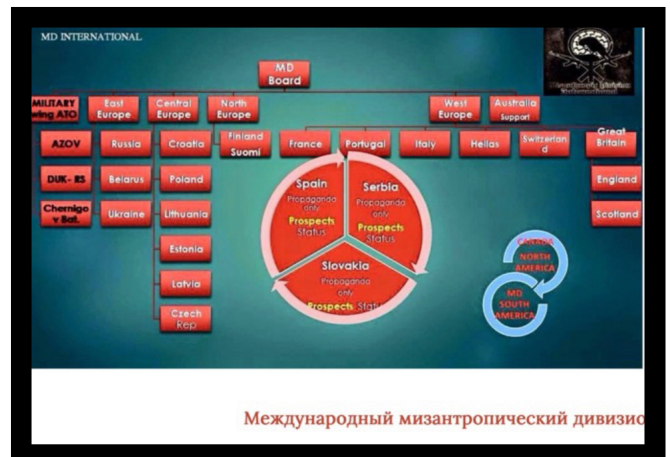 MD INTERNATIONAL
MD
Board
MILITARY
wing ATO
East
Europe
Central
Europe
North
Europe
West
Europe
Australia
Support
AZOV
Russia
Croatia
Finland
Suomi
France
Portugal
Italy
Hellas
Switzerlan
d
Great
Britain
DUK- RS
Belarus
Poland
England
Chernigo
v Bat.
Ukraine
Lithuania
Scotland
Estonia
Latvia
Czech
Rep
Spain
Propaganda
only
Prospects
Status
Serbia
Propaganda
only
Prospects
Status
Slovakia
Propaganda
only
Prospects Status
CANADA
NORTH
AMERICA
MD
SOUTH
AMERICA
Международный мизантропический дивизио